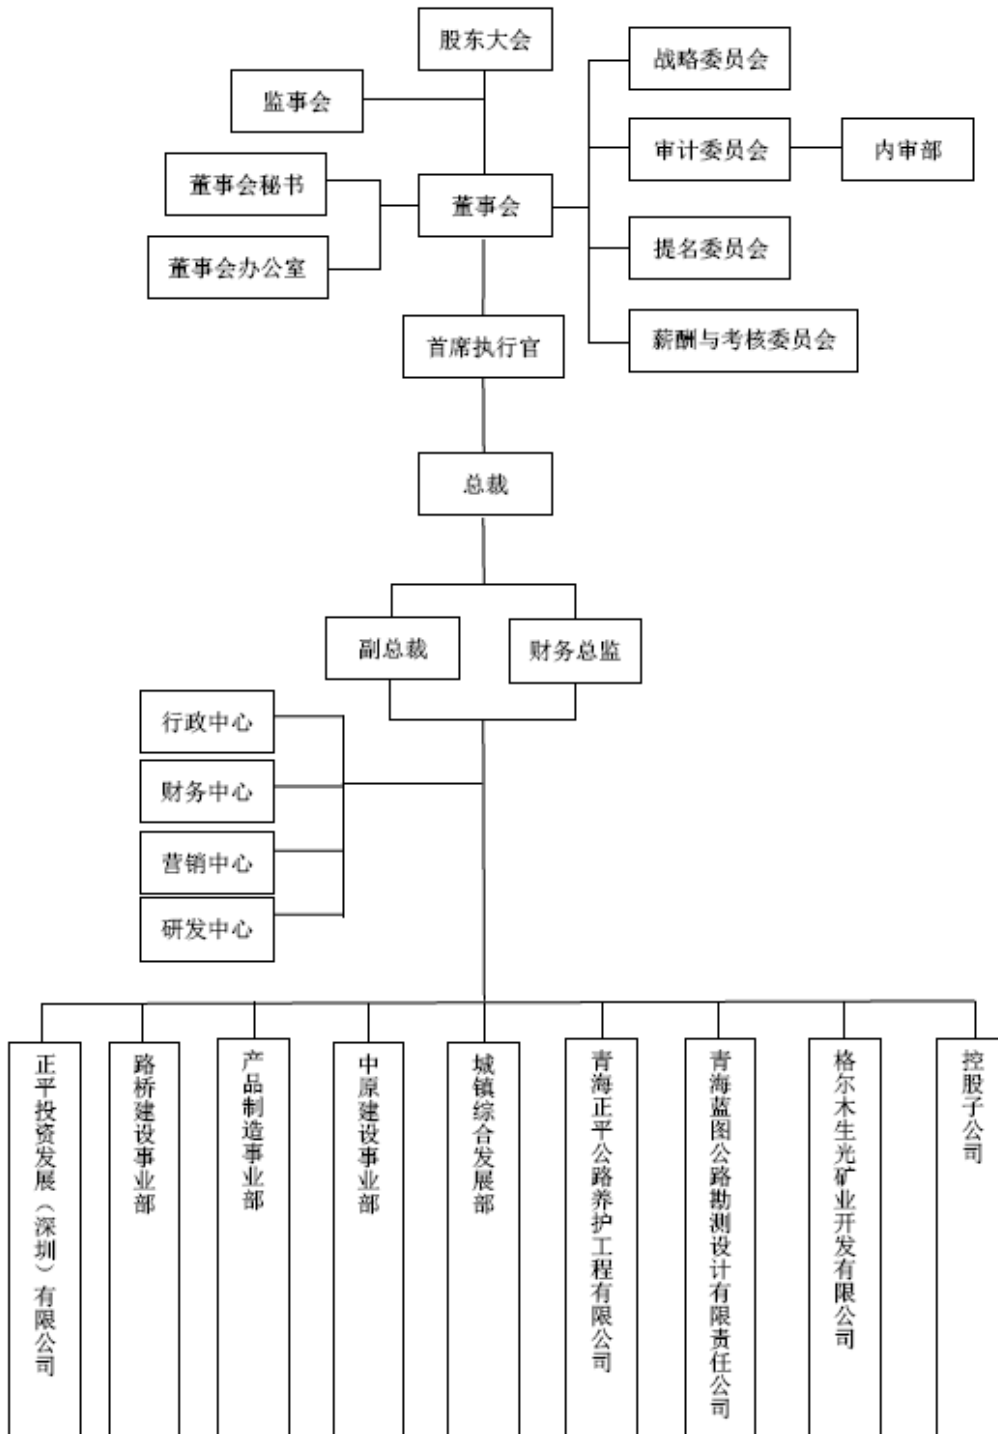 股东大会
战略委员会
监事会
审计委员会
内审部
董事会秘书
董事会
董事会办公室
提名委员会
首席执行官
薪酬与考核委员会
总裁
副总裁
财务总监
行政中心
财务中心
营销中心
研发中心
正平投资发展（深圳）有限公司
路桥建设事业部
产品制造事业部
中原建设事业部
城镇综合发展部
青海正平公路养护工程有限公司
青海蓝图公路勘测设计有限责任公司
格尔木生光矿业开发有限公司
控股子公司